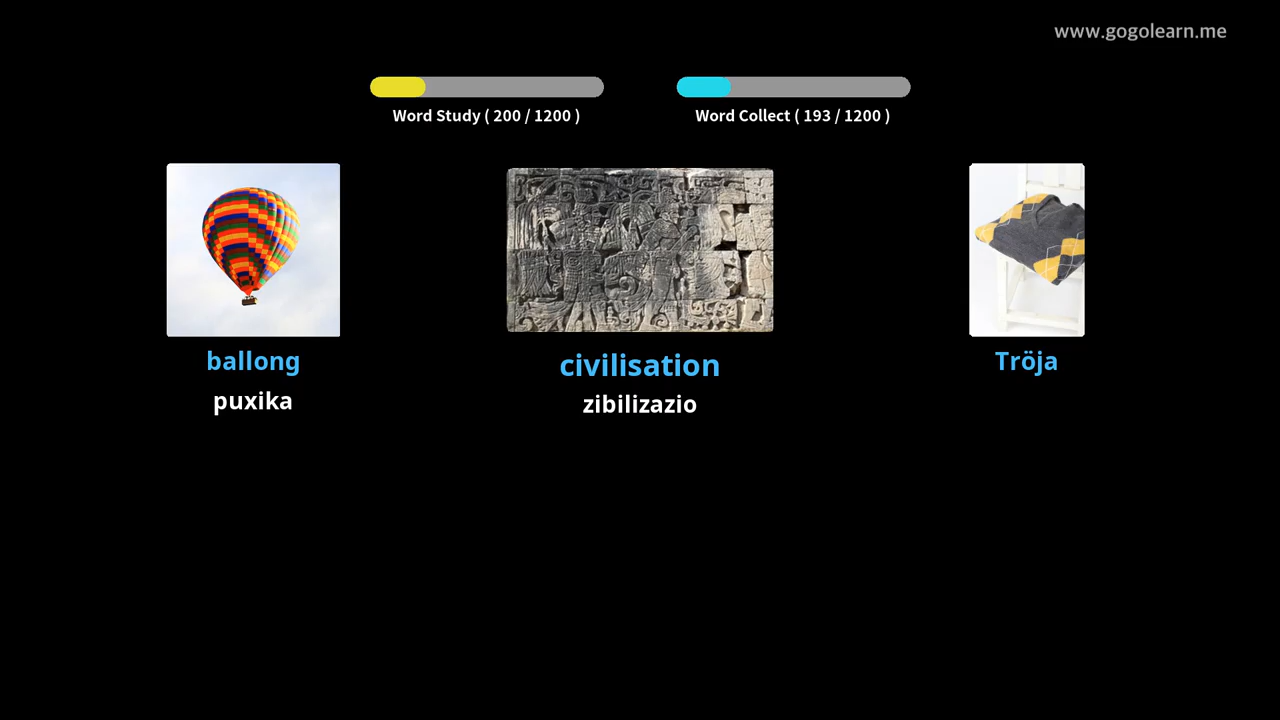 www.gogolearn.me
Word Study ( 200 / 1200 )
Word Collect ( 193 / 1200 )
ballong
puxika
civilisation
zibilizazio
Tröja